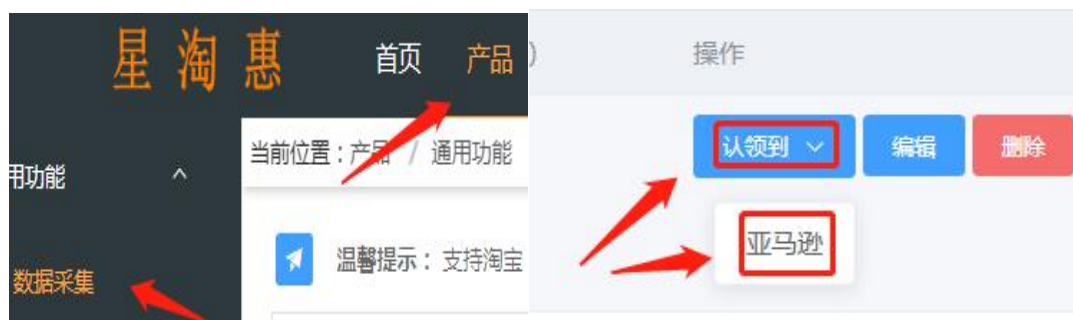 星淘惠 首页 产品
当前位置：产品 / 通用功能
用功能
温馨提示：支持淘宝
数据采集
) 操作
认领到 编辑 删除
亚马逊